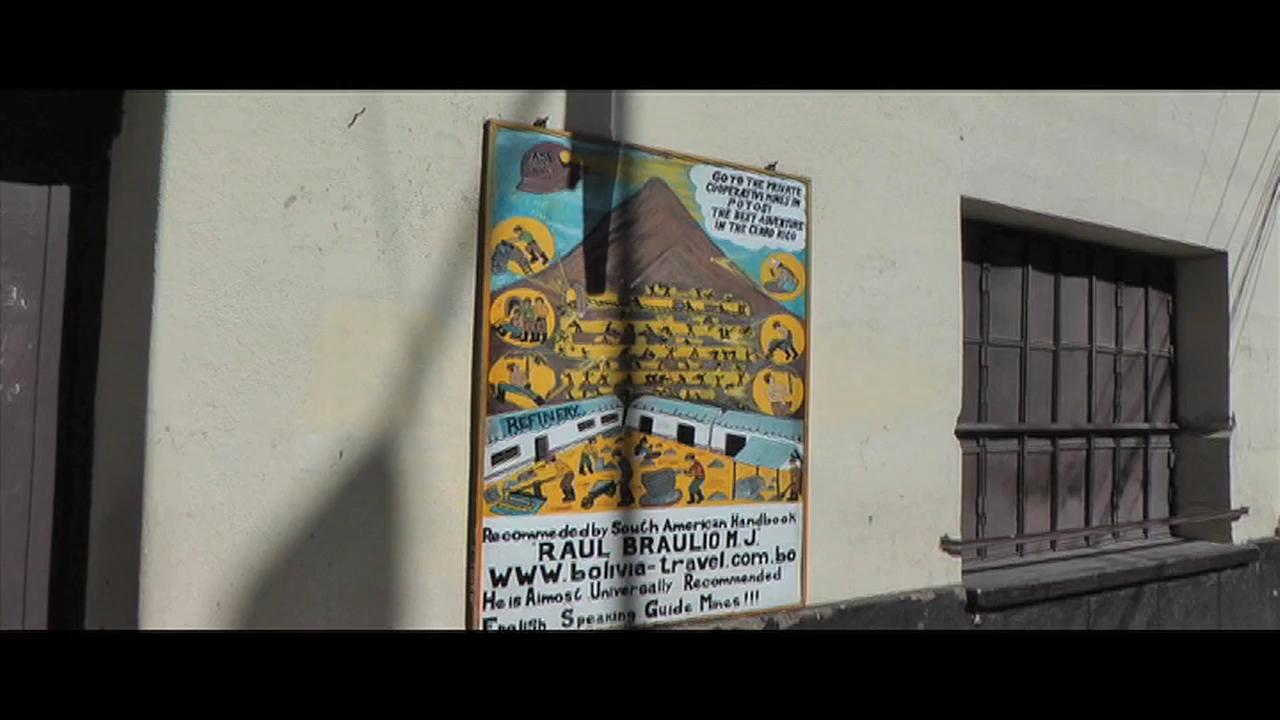 GO TO THE PRIVATE
COOPERATIVE MINES IN
POTOSI
THE BEST ADVENTURE
IN THE CERRO RICO
REFINERY
Recommeded by South American Handbook
"RAUL BRAULIO M.J."
WWW.bolivia-travel.com.bo
He is Almost Universally Recommended
English Speaking Guide Mines!!!